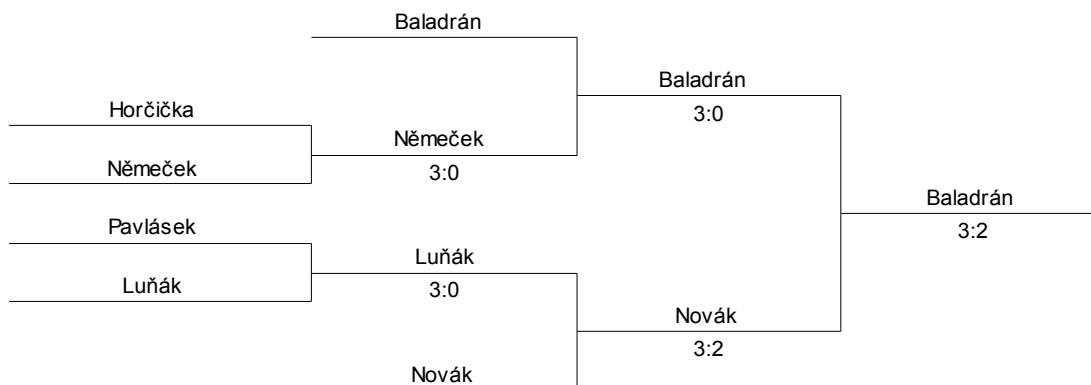 Baladrán
Baladrán
3:0
Horčička
Němeček
3:0
Němeček
Baladrán
3:2
Pavlásek
Luňák
3:0
Luňák
Novák
3:2
Novák